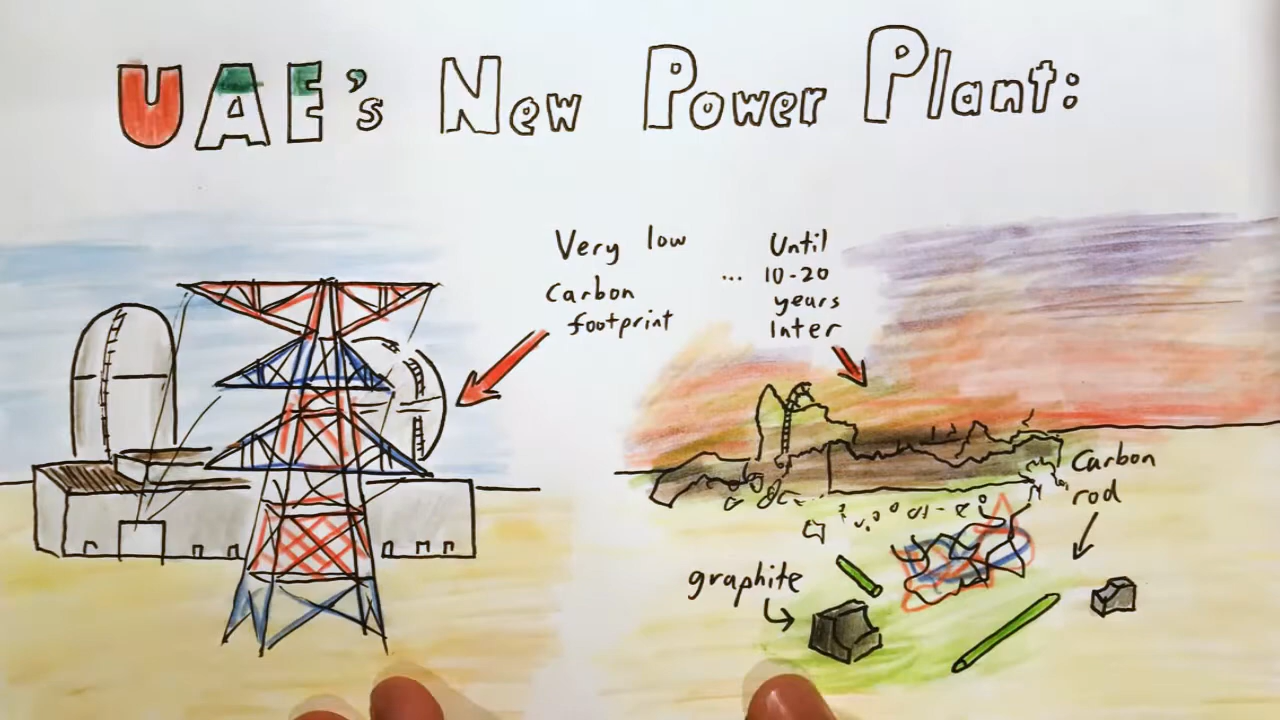 UAE's New Power Plant:
Very low
Carbon
footprint
Until
... 10-20
years
later
Carbon
rod
graphite